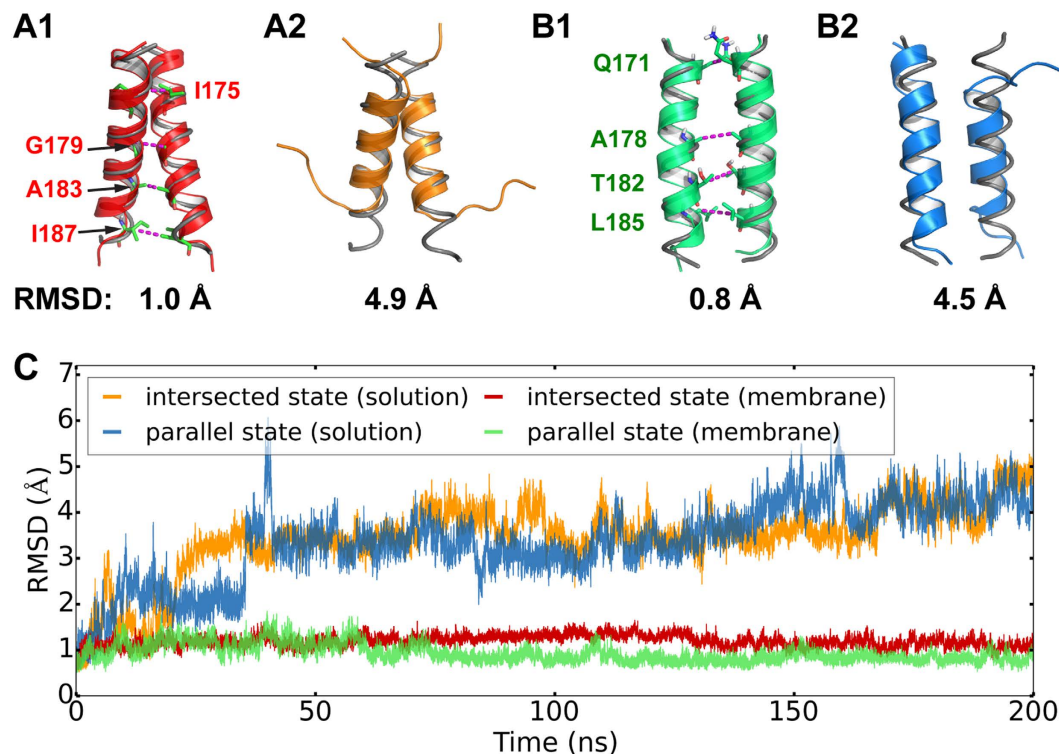 A1 A2 B1 B2
I175
G179
A183
I187
Q171
A178
T182
L185
RMSD: 1.0 Å 4.9 Å 0.8 Å 4.5 Å
C
intersected state (solution) intersected state (membrane)
parallel state (solution) parallel state (membrane)
RMSD (Å)
7
6
5
4
3
2
1
0
0 50 100 150 200
Time (ns)